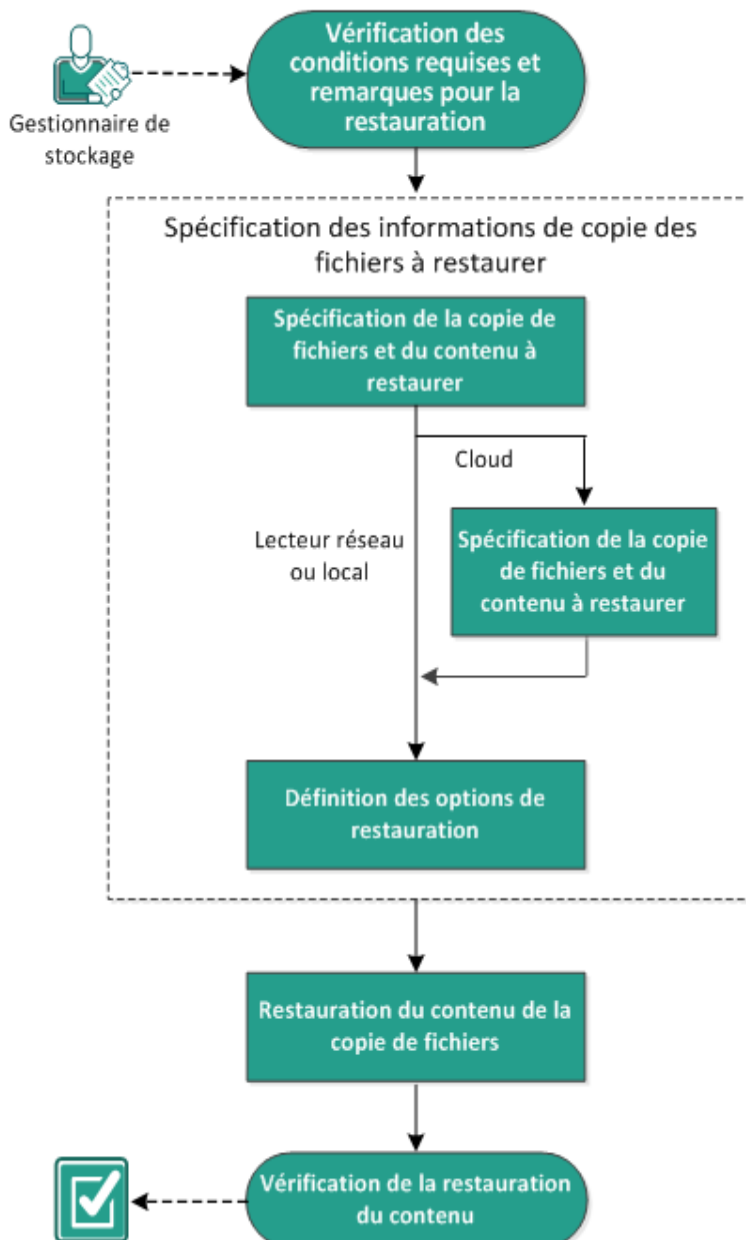 Vérification des
conditions requises et
remarques pour la
restauration
Gestionnaire de
stockage
Spécification des informations de copie des
fichiers à restaurer
Spécification de la copie de
fichiers et du contenu à
restaurer
Cloud
Lecteur réseau
ou local
Spécification de la copie
de fichiers et du
contenu à restaurer
Définition des options de
restauration
Restauration du contenu de la
copie de fichiers
Vérification de la restauration
du contenu